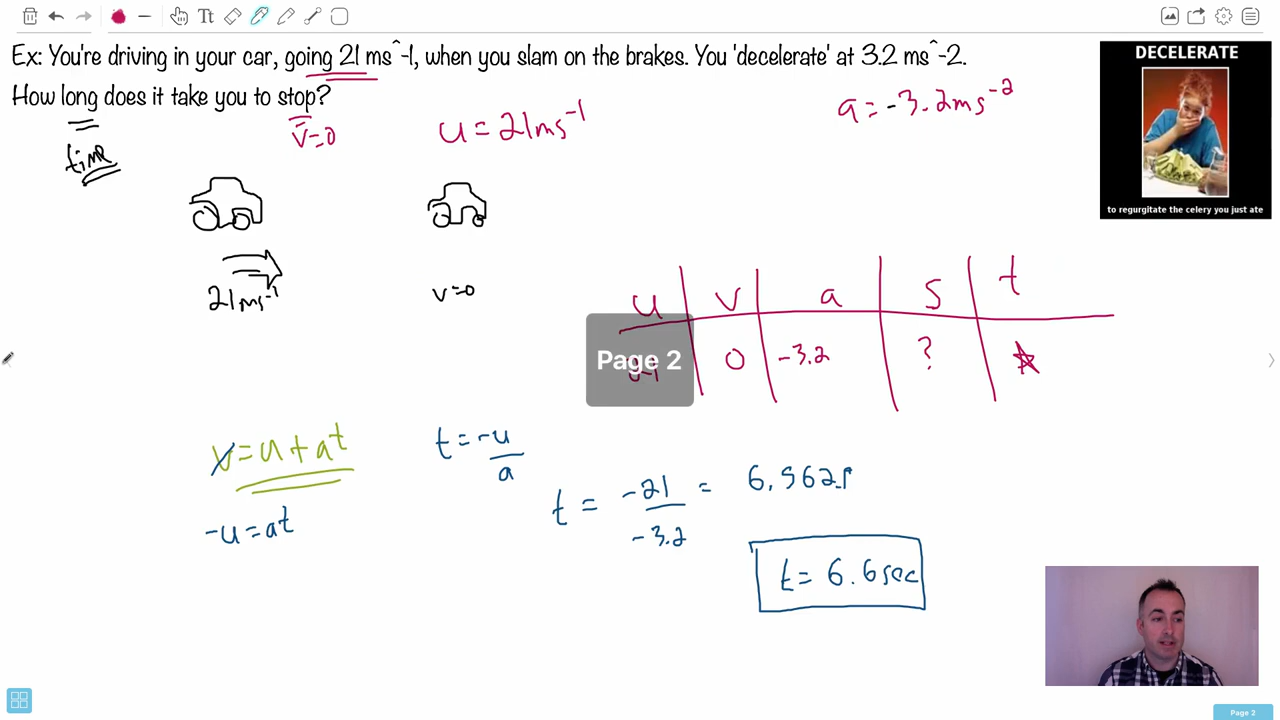 Tt
Ex: You're driving in your car, going 21 ms^-1, when you slam on the brakes. You 'decelerate' at 3.2 ms^-2.
How long does it take you to stop?
time
v=0
u = 21ms⁻¹
a = -3.2ms⁻²
DECELERATE
to regurgitate the celery you just ate
21ms⁻¹
v=0
u v a s t
0 -3.2 ? ☆
Page 2
v=u+at
-u=at
t = -u/a
t = -21/-3.2 =
t= 6.6sec
Page 2